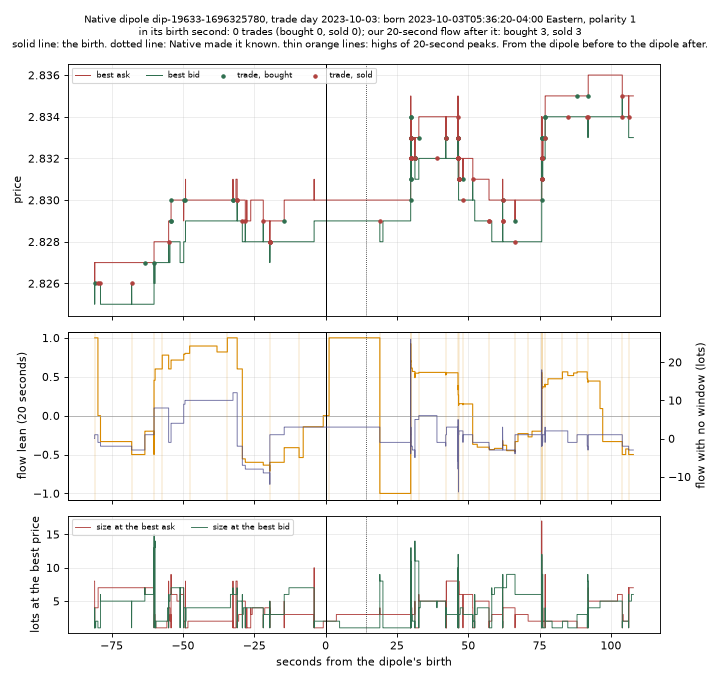 Native dipole dip-19633-1696325780, trade day 2023-10-03: born 2023-10-03T05:36:20-04:00 Eastern, polarity 1
in its birth second: 0 trades (bought 0, sold 0); our 20-second flow after it: bought 3, sold 3
solid line: the birth. dotted line: Native made it known. thin orange lines: highs of 20-second peaks. From the dipole before to the dipole after.
best ask best bid trade, bought trade, sold
2.836
2.834
2.832
2.830
2.828
2.826
price
1.0
0.5
0.0
−0.5
−1.0
flow lean (20 seconds)
20
10
0
−10
flow with no window (lots)
size at the best ask size at the best bid
15
10
5
lots at the best price
−75 −50 −25 0 25 50 75 100
seconds from the dipole's birth